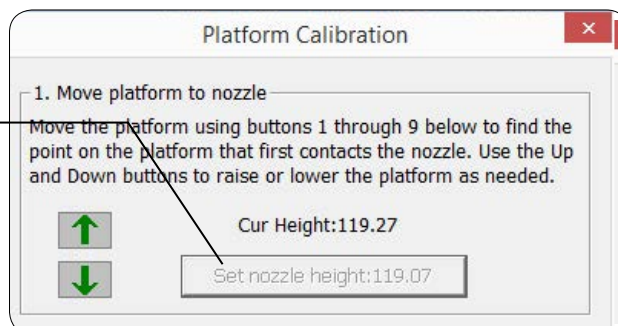 Platform Calibration
1. Move platform to nozzle
Move the platform using buttons 1 through 9 below to find the
point on the platform that first contacts the nozzle. Use the Up
and Down buttons to raise or lower the platform as needed.
Cur Height:119.27
Set nozzle height:119.07